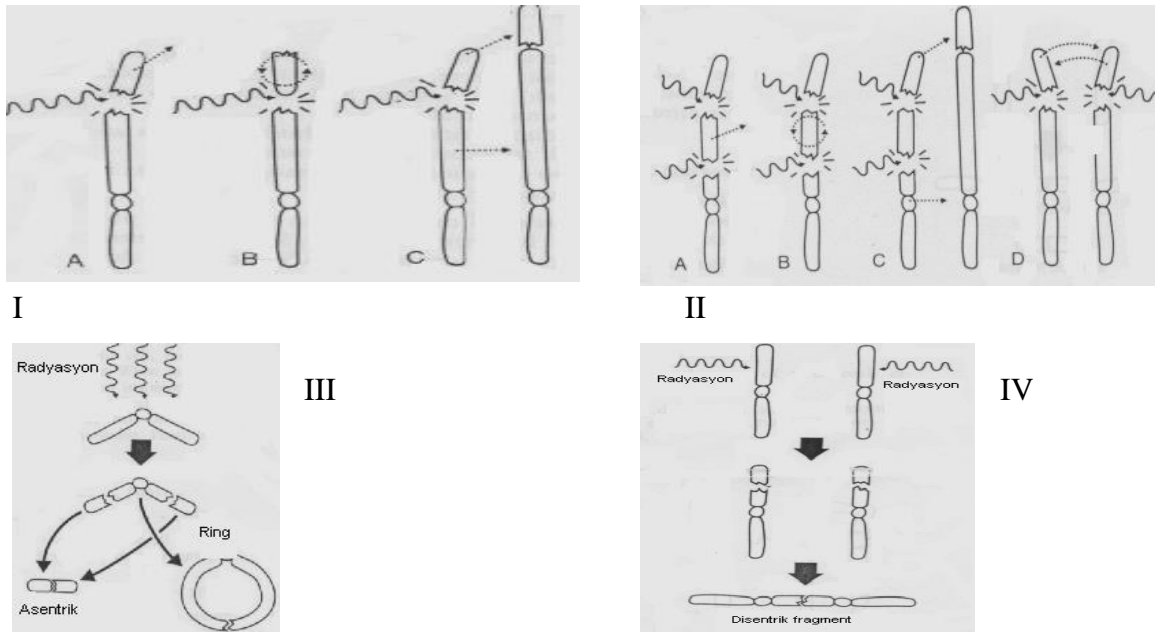 A B C
A B C D
I
II
Radyasyon
III
Ring
Asentrik
Radyasyon Radyasyon
IV
Disentrik fragment